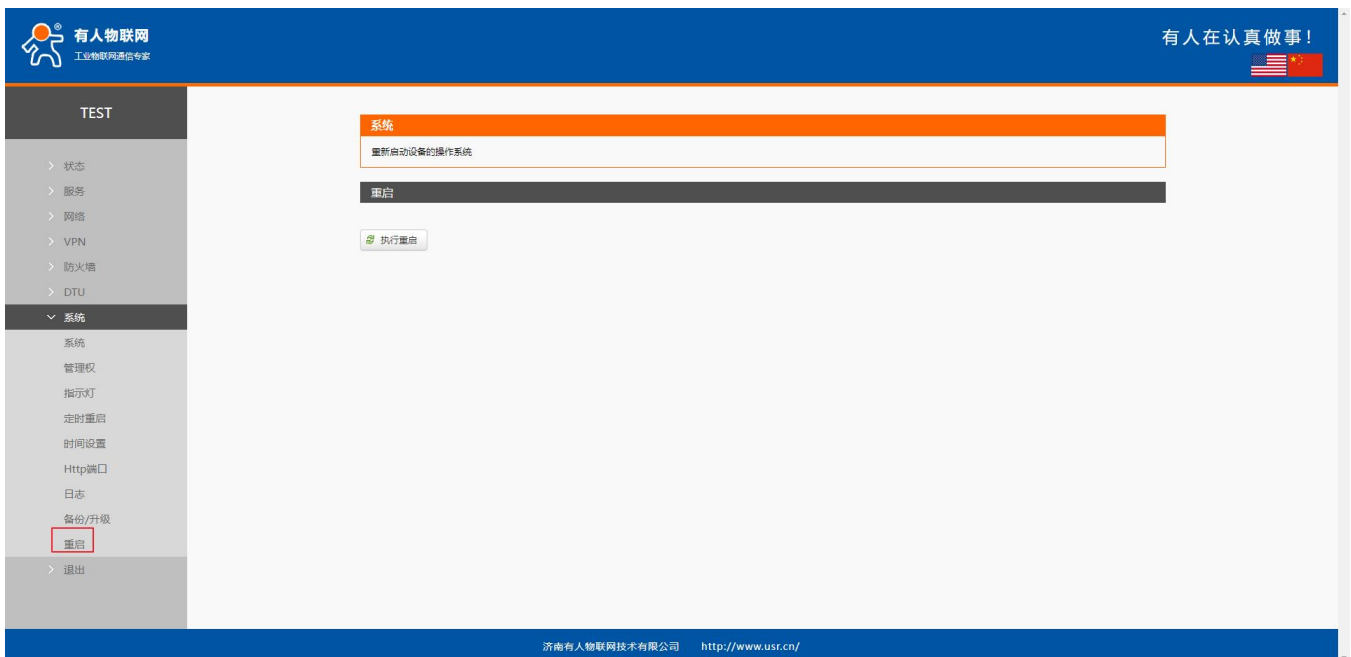 有人物联网
工业物联网通信专家
有人在认真做事!
TEST
状态
服务
网络
VPN
防火墙
DTU
系统
系统
管理权
指示灯
定时重启
时间设置
Http端口
日志
备份/升级
重启
退出
系统
重新启动设备的操作系统
重启
执行重启
济南有人物联网技术有限公司 http://www.usr.cn/